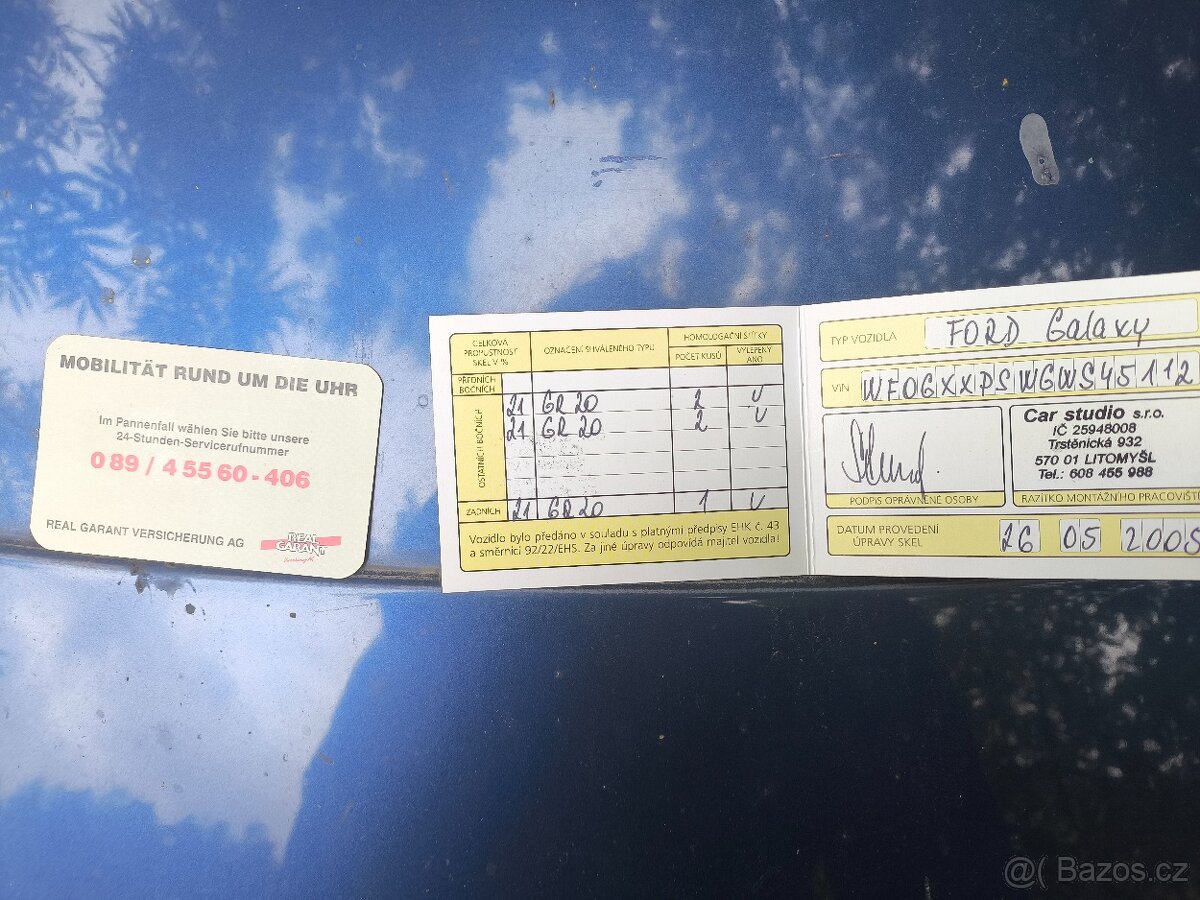 MOBILITÄT RUND UM DIE UHR
Im Pannenfall wählen Sie bitte unsere
24-Stunden-Servicerufnummer
0 89 / 4 55 60 - 406
REAL GARANT VERSICHERUNG AG
REAL
GARANT
CELKOVÁ
PROPUSTNOST
SKEL V %
OZNAČENÍ SHVÁLENÉHO TYPU
HOMOLOGAČNÍ ŠTÍTKY
POČET KUSŮ
VYLEPENY
ANO
PŘEDNÍCH
BOČNÍCH
OSTATNÍCH BOČNÍCH
21 GR 20 2 V
21 GR 20 2 V
ZADNÍCH 21 GR 20 1 V
Vozidlo bylo předáno v souladu s platnými předpisy EHK č. 43
a směrnicí 92/22/EHS. Za jiné úpravy odpovídá majitel vozidla!
TYP VOZIDLA FORD Galaxy
VIN WF0GXXPSWGWS45112
Car studio s.r.o.
IČ 25948008
Trstěnická 932
570 01 LITOMYŠL
Tel.: 608 455 988
PODPIS OPRÁVNĚNÉ OSOBY
RAZÍTKO MONTÁŽNÍHO PRACOVIŠTĚ
DATUM PROVEDENÍ
ÚPRAVY SKEL
26 05 2008
@( Bazos.cz